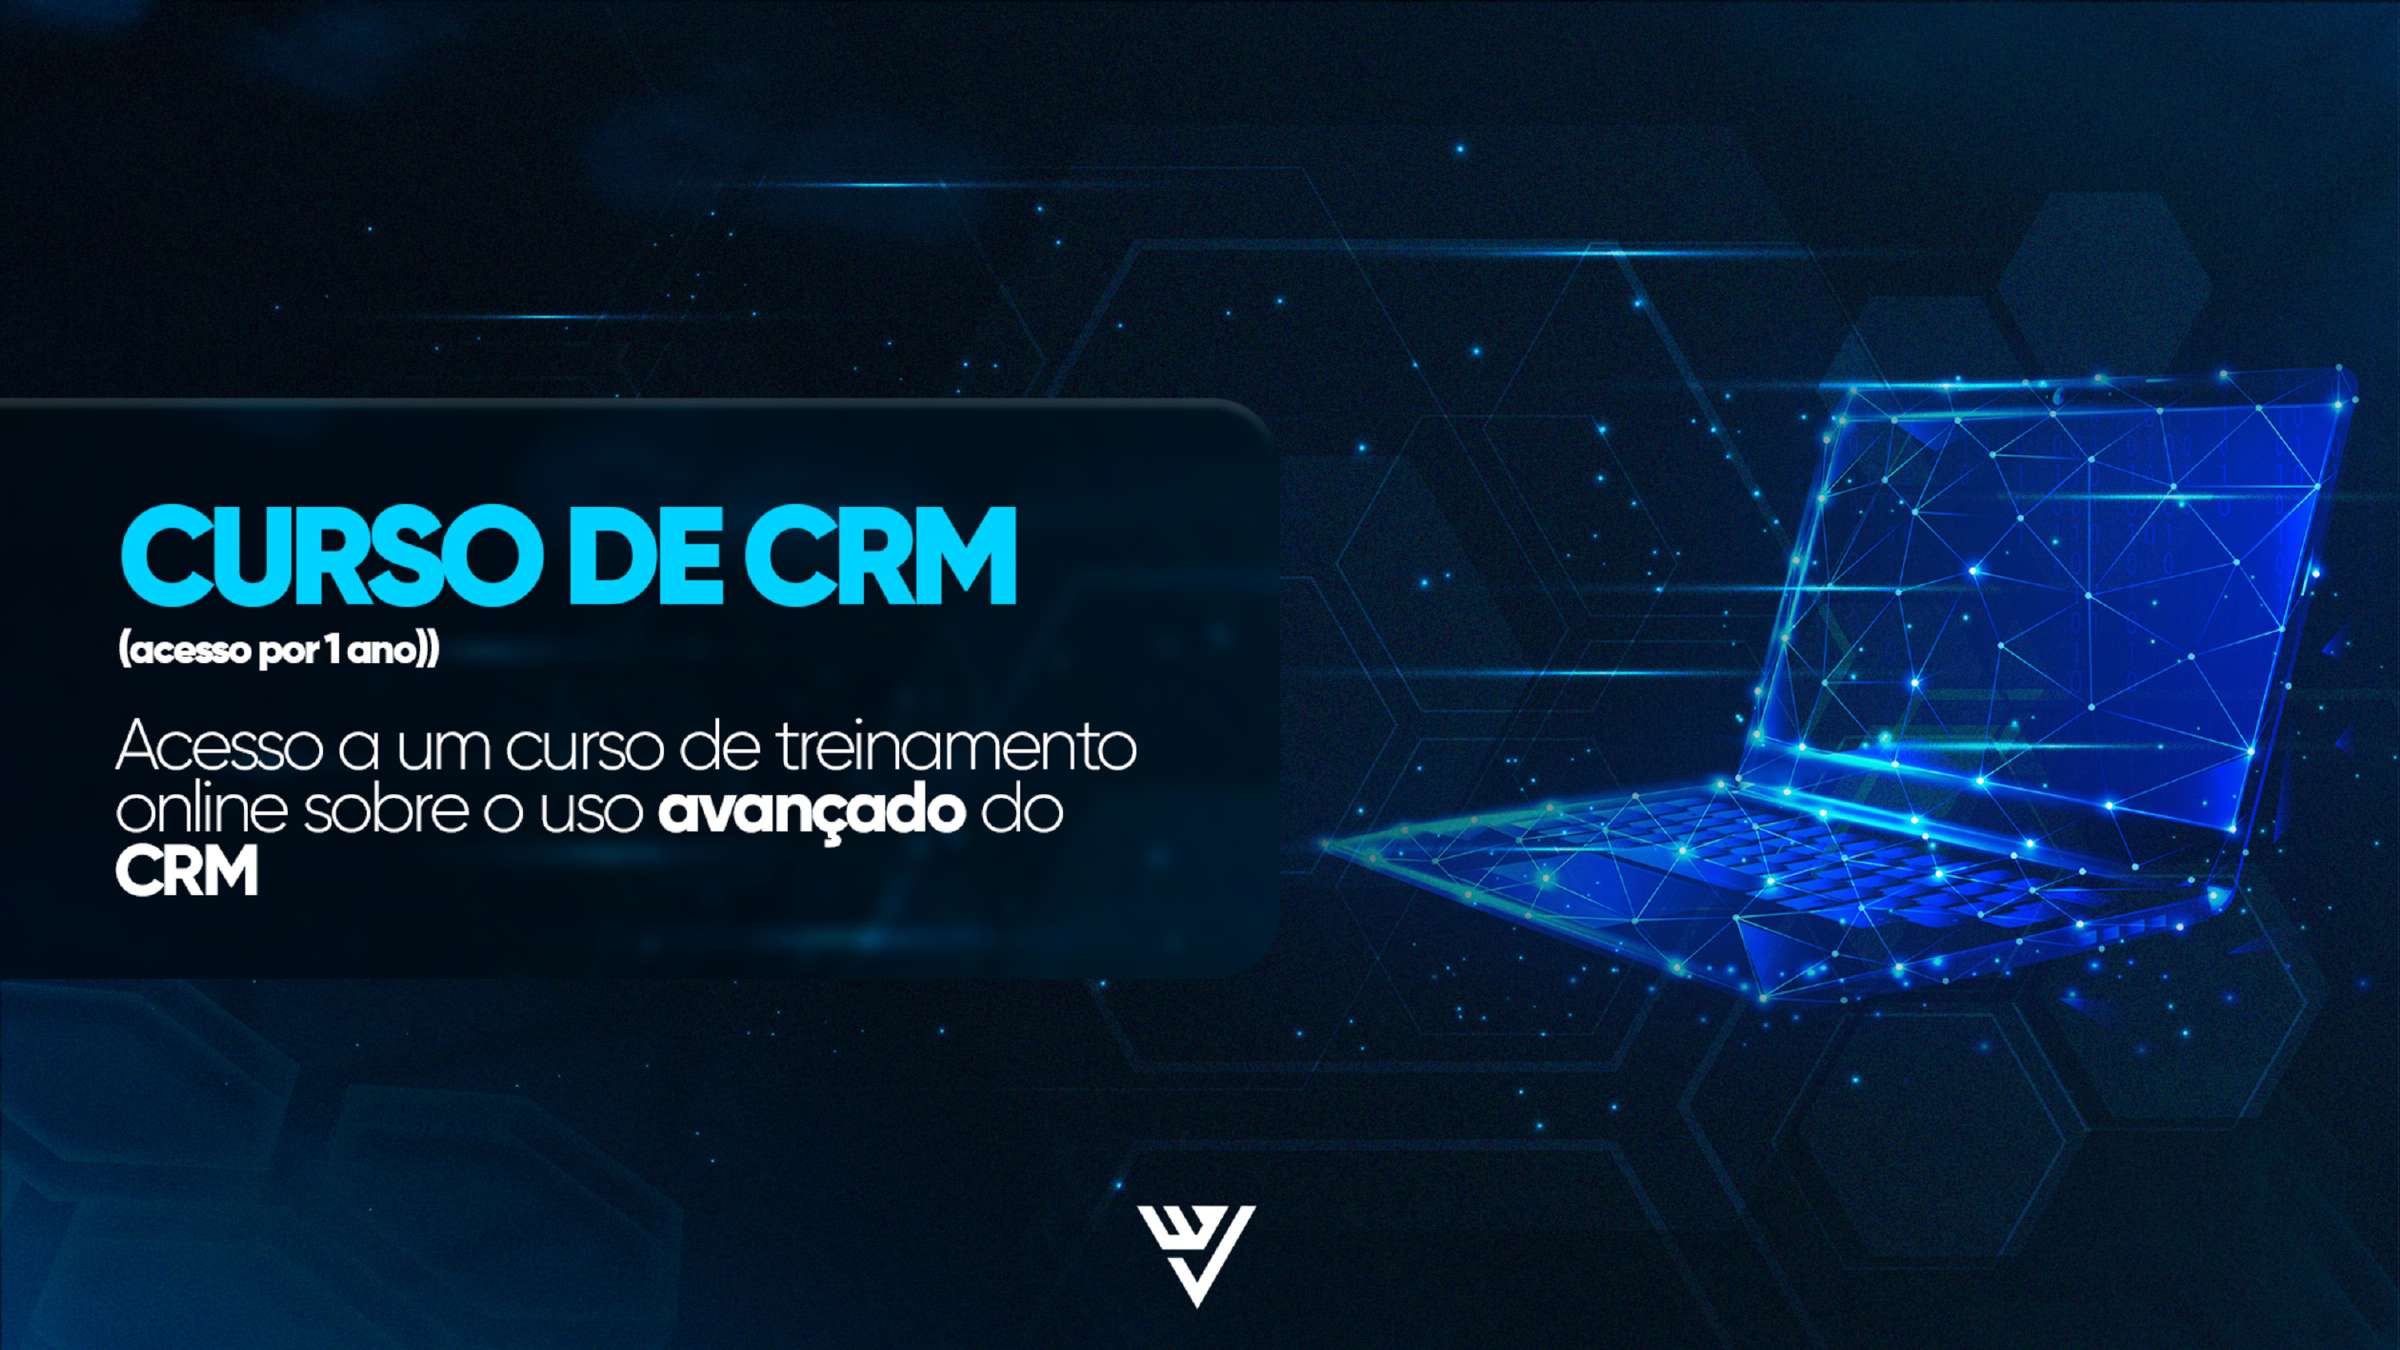 CURSO DE CRM
(acesso por 1 ano))
Acesso a um curso de treinamento
online sobre o uso avançado do
CRM